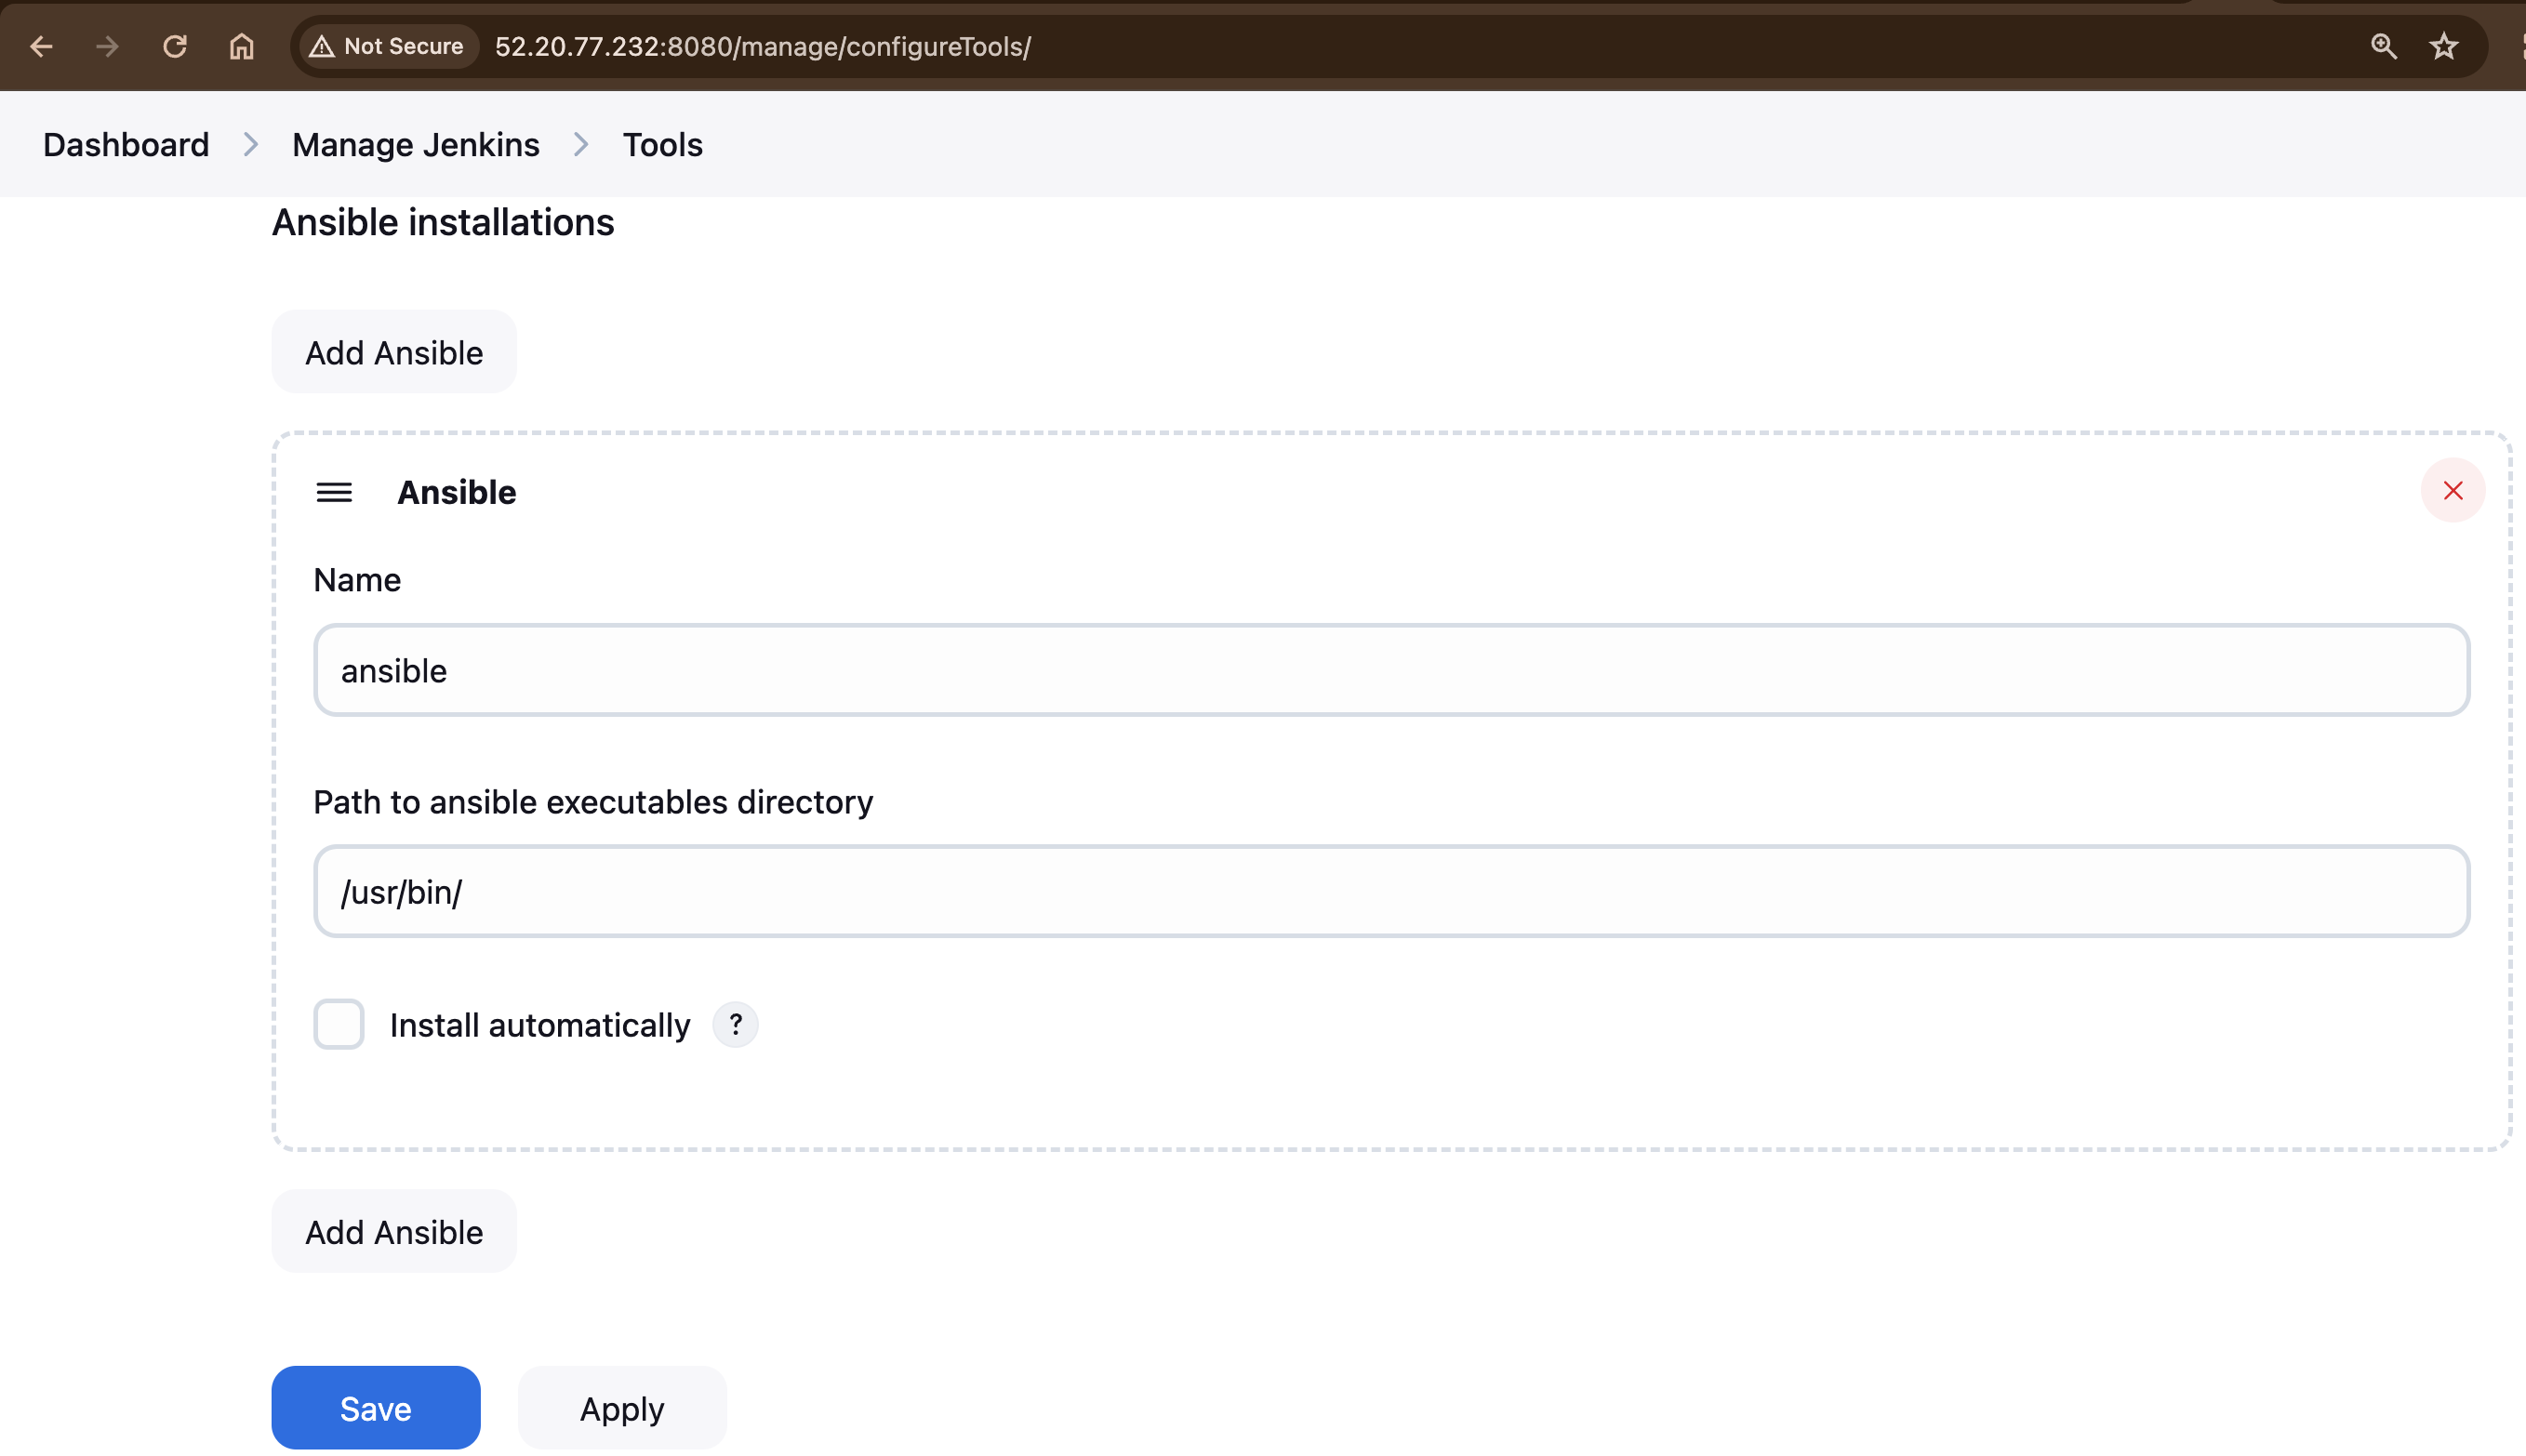 Not Secure 52.20.77.232:8080/manage/configureTools/
Dashboard > Manage Jenkins > Tools
Ansible installations
Add Ansible
Ansible
Name
ansible
Path to ansible executables directory
/usr/bin/
Install automatically ?
Add Ansible
Save Apply